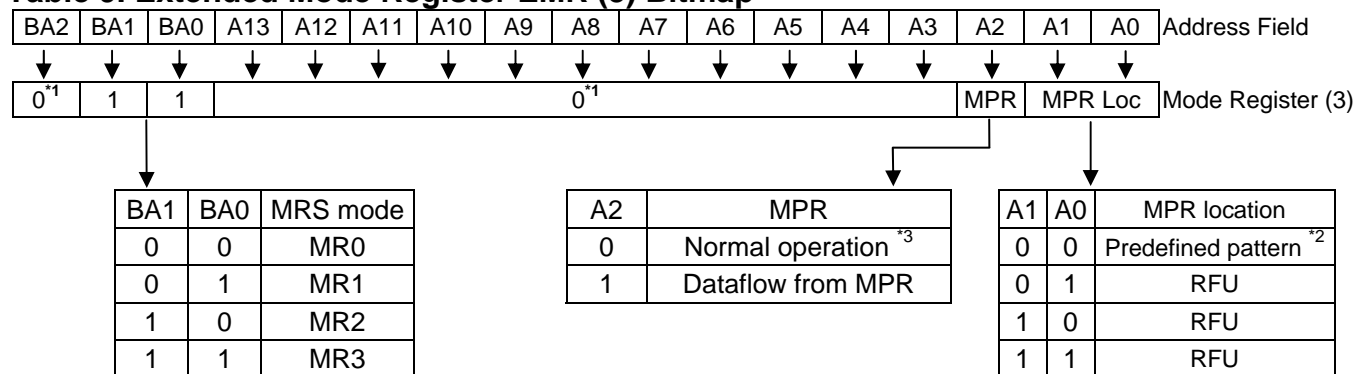 Table 8. Extended Mode Register EMR (3) Bitmap
BA2 BA1 BA0 A13 A12 A11 A10 A9 A8 A7 A6 A5 A4 A3 A2 A1 A0 Address Field
0*1 1 1 0*1 MPR MPR Loc Mode Register (3)
BA1 BA0 MRS mode
0 0 MR0
0 1 MR1
1 0 MR2
1 1 MR3
A2 MPR
0 Normal operation *3
1 Dataflow from MPR
A1 A0 MPR location
0 0 Predefined pattern *2
0 1 RFU
1 0 RFU
1 1 RFU